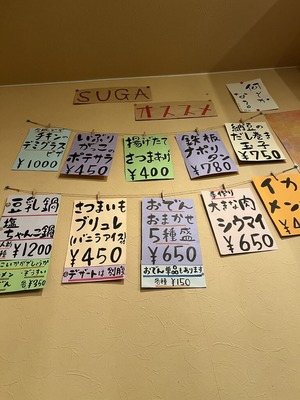 SUGA
オススメ
何でか
チキンの
デミグラス
¥1000
いぶり
がっこ
ポテサラ
¥450
揚げたて
さつま揚げ
¥400
鉄板
ナポリ
タン
¥780
納豆の
だし巻き
玉子
¥750
豆乳鍋
塩
ちゃんこ鍋
¥1200
各¥350
さつまいも
ブリュレ
(バニラアイス
¥450
@デザートは別腹
おでん
おまかせ
5種盛
¥650
おでん単品もあります
各種 ¥150
手作り
大きな肉
シウマイ
¥650
イカ
メン
¥4